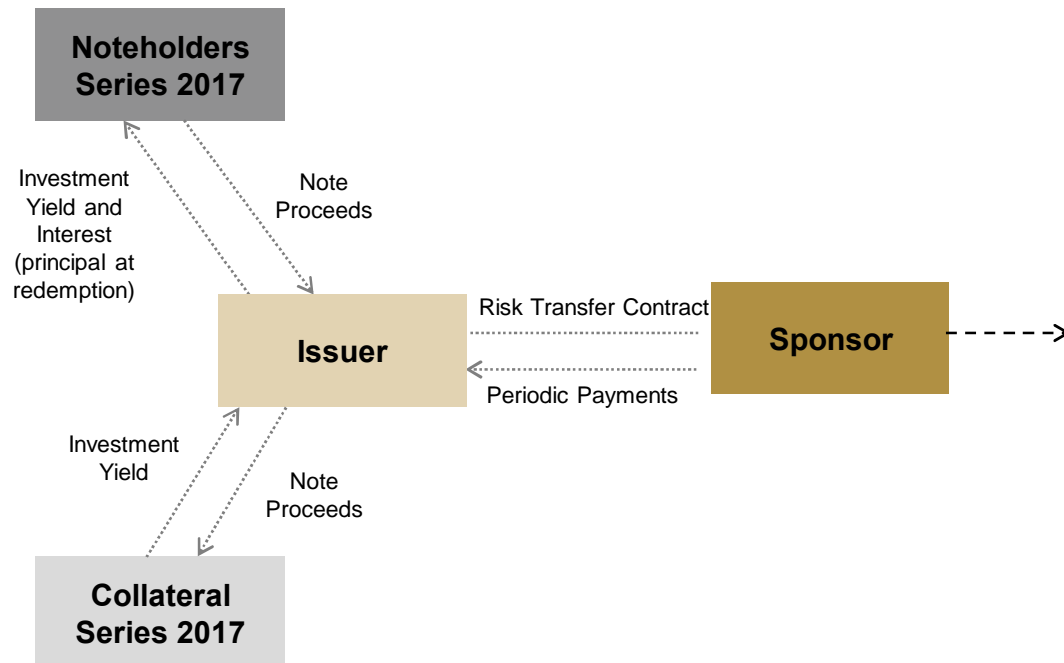 Noteholders
Series 2017
Investment
Yield and
Interest
(principal at
redemption)
Note
Proceeds
Issuer
Risk Transfer Contract
Periodic Payments
Sponsor
Investment
Yield
Note
Proceeds
Collateral
Series 2017